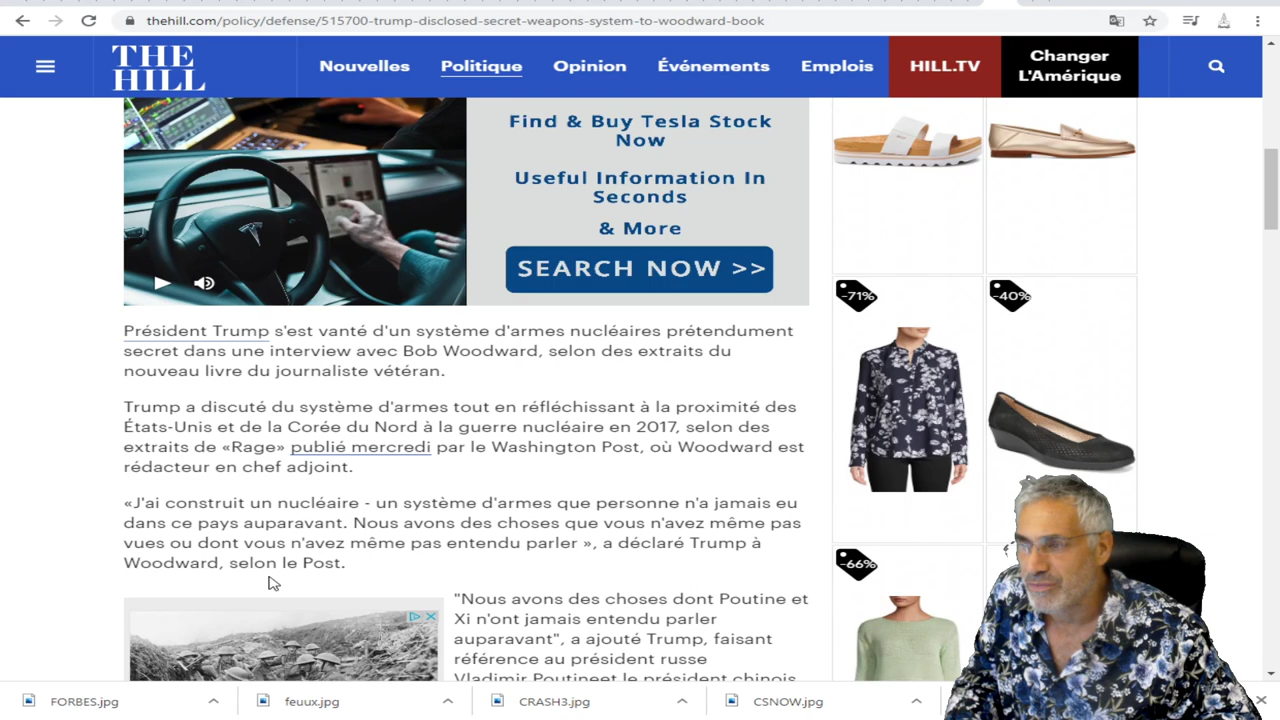 thehill.com/policy/defense/515700-trump-disclosed-secret-weapons-system-to-woodward-book
THE
HILL
Nouvelles
Politique
Opinion
Événements
Emplois
HILL.TV
Changer
L'Amérique
Find & Buy Tesla Stock
Now
Useful Information In
Seconds
& More
SEARCH NOW >>
-71%
-40%
Président Trump s'est vanté d'un système d'armes nucléaires prétendument
secret dans une interview avec Bob Woodward, selon des extraits du
nouveau livre du journaliste vétéran.
Trump a discuté du système d'armes tout en réfléchissant à la proximité des
États-Unis et de la Corée du Nord à la guerre nucléaire en 2017, selon des
extraits de «Rage» publié mercredi par le Washington Post, où Woodward est
rédacteur en chef adjoint.
«J'ai construit un nucléaire - un système d'armes que personne n'a jamais eu
dans ce pays auparavant. Nous avons des choses que vous n'avez même pas
vues ou dont vous n'avez même pas entendu parler », a déclaré Trump à
Woodward, selon le Post.
-66%
"Nous avons des choses dont Poutine et
Xi n'ont jamais entendu parler
auparavant", a ajouté Trump, faisant
référence au président russe
Vladimir Poutineet le président chinois
FORBES.jpg
feuux.jpg
CRASH3.jpg
CSNOW.jpg